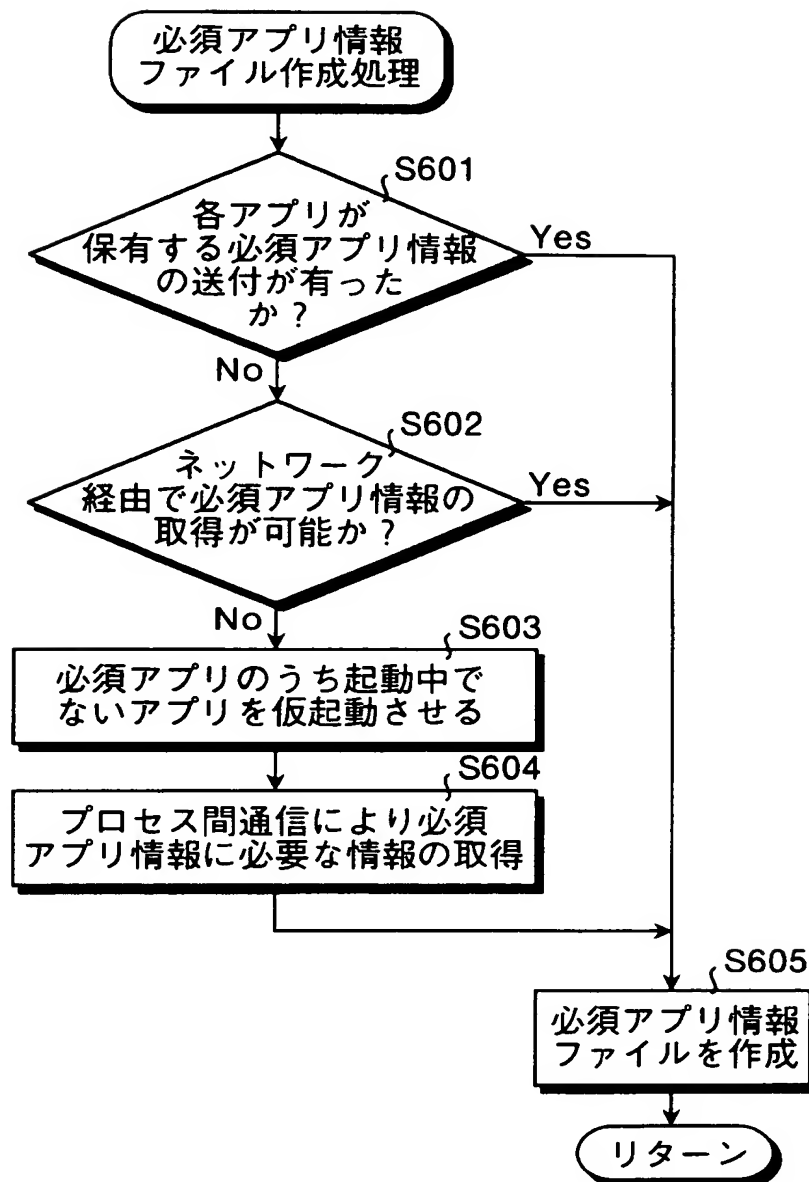 必須アプリ情報
ファイル作成処理
S601
各アプリが
保有する必須アプリ情報
の送付が有った
か？
Yes
No
S602
ネットワーク
経由で必須アプリ情報の
取得が可能か？
Yes
No
S603
必須アプリのうち起動中で
ないアプリを仮起動させる
S604
プロセス間通信により必須
アプリ情報に必要な情報の取得
S605
必須アプリ情報
ファイルを作成
リターン